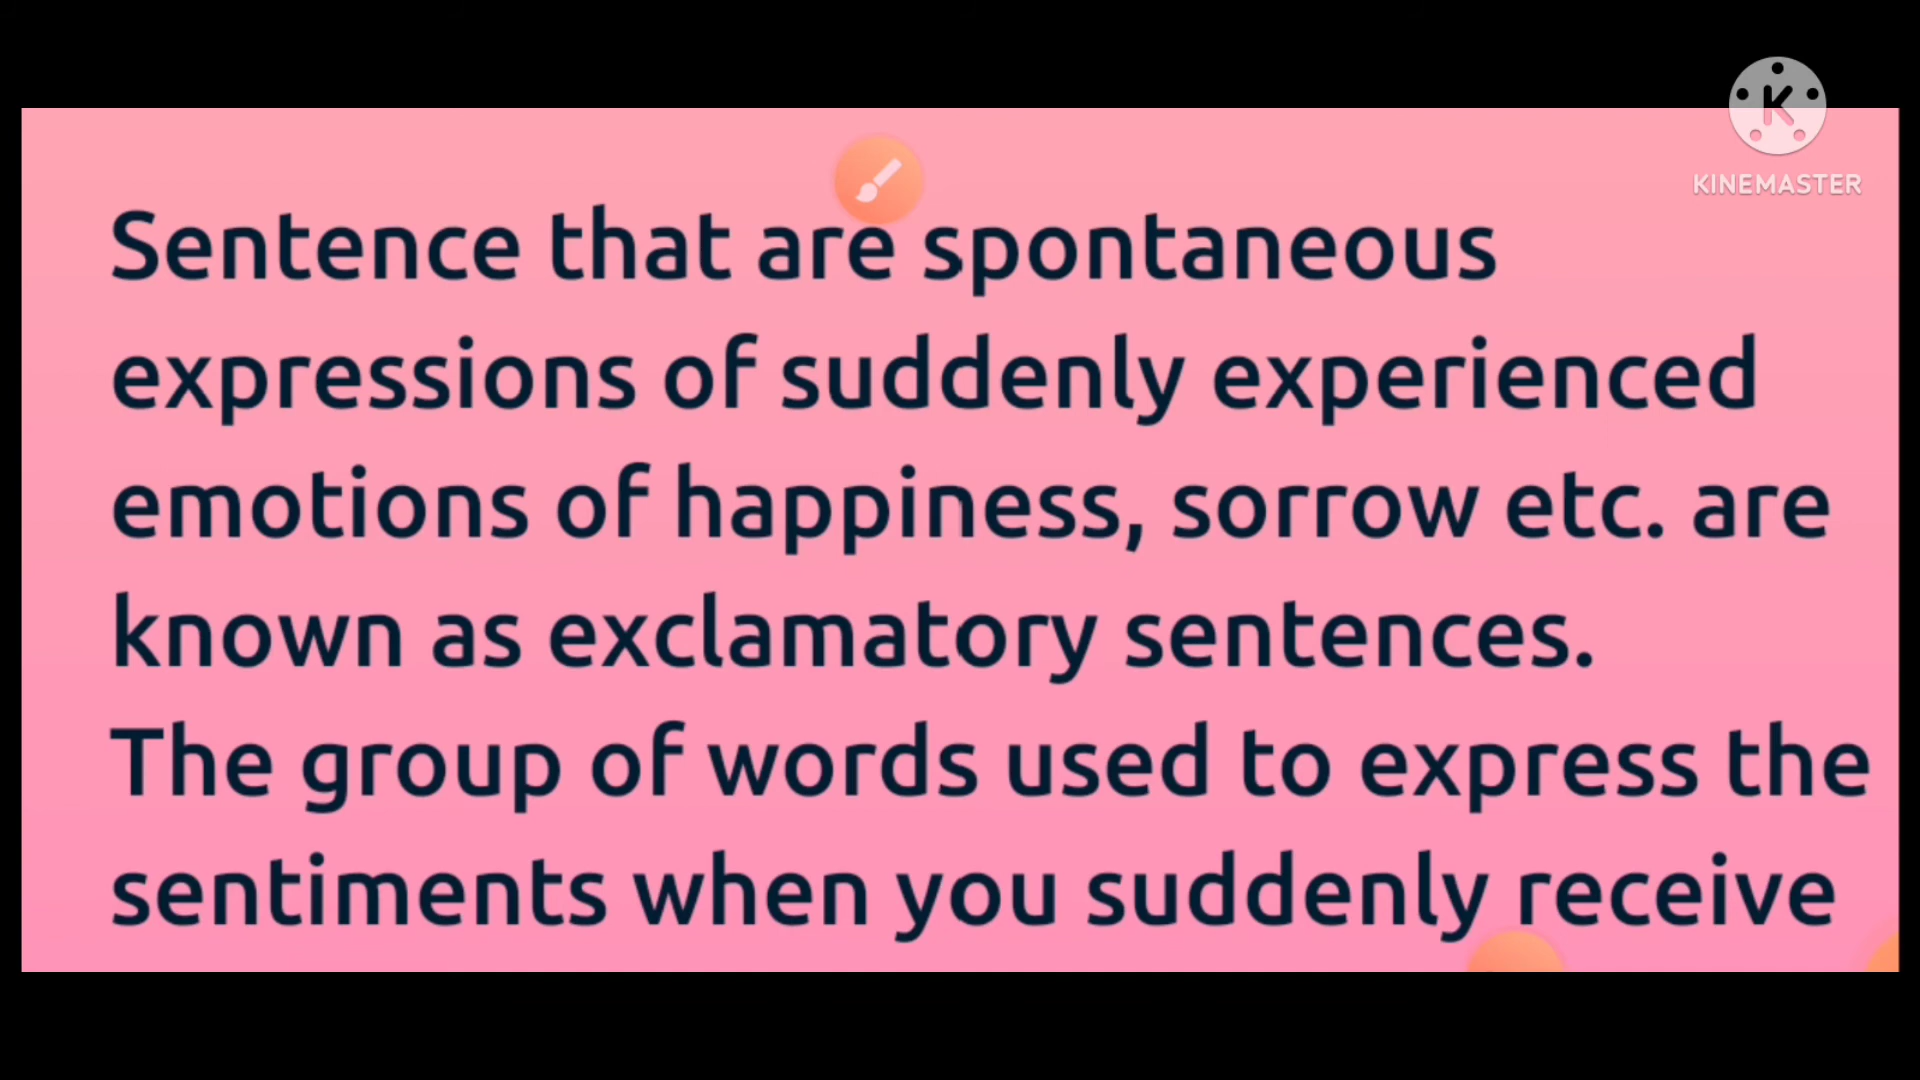 KINEMASTER
Sentence that are spontaneous
expressions of suddenly experienced
emotions of happiness, sorrow etc. are
known as exclamatory sentences.
The group of words used to express the
sentiments when you suddenly receive